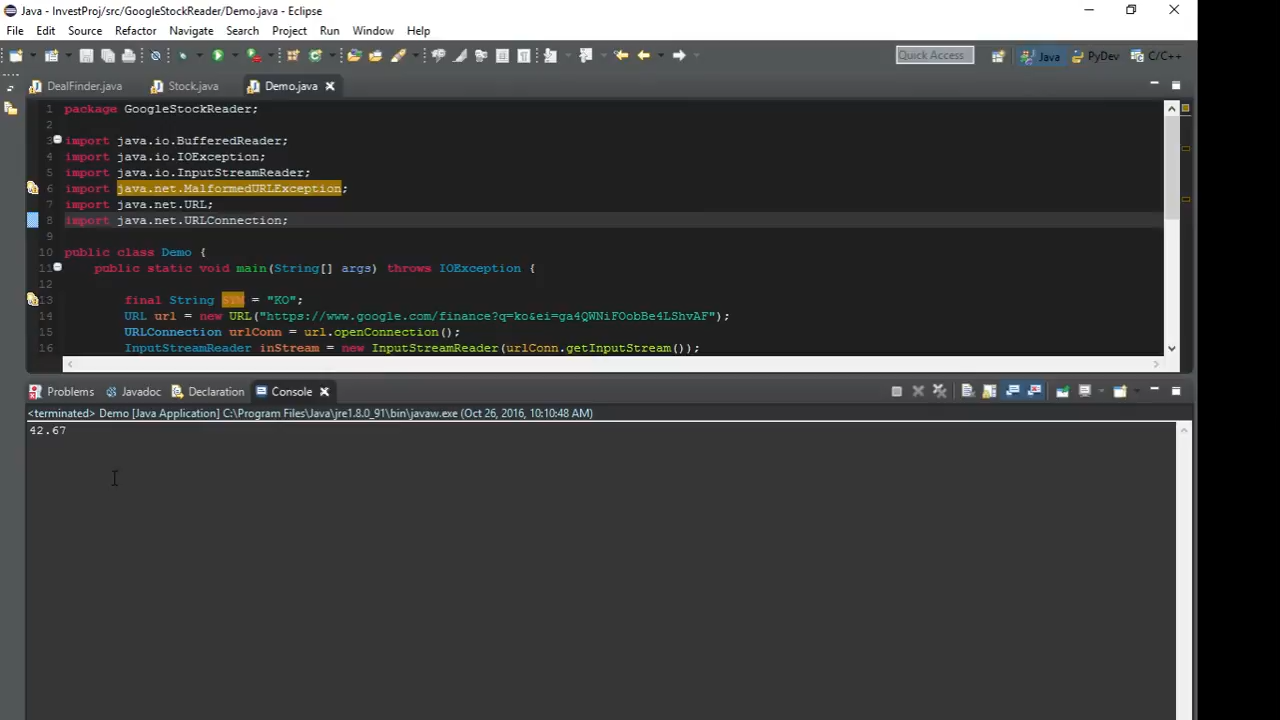 Java - InvestProj/src/GoogleStockReader/Demo.java - Eclipse
File Edit Source Refactor Navigate Search Project Run Window Help
Quick Access Java PyDev C/C++
DealFinder.java Stock.java Demo.java
1 package GoogleStockReader;
2
3 import java.io.BufferedReader;
4 import java.io.IOException;
5 import java.io.InputStreamReader;
6 import java.net.MalformedURLException;
7 import java.net.URL;
8 import java.net.URLConnection;
9
10 public class Demo {
11 public static void main(String[] args) throws IOException {
12
13 final String SYM = "KO";
14 URL url = new URL("https://www.google.com/finance?q=ko&ei=ga4QWNiFOobBe4LShvAF");
15 URLConnection urlConn = url.openConnection();
16 InputStreamReader inStream = new InputStreamReader(urlConn.getInputStream());
Problems Javadoc Declaration Console
<terminated> Demo [Java Application] C:\Program Files\Java\jre1.8.0_91\bin\javaw.exe (Oct 26, 2016, 10:10:48 AM)
42.67